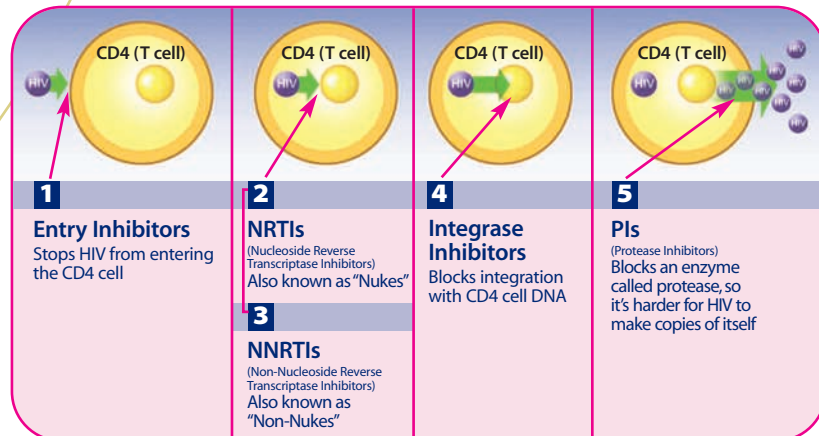 CD4 (T cell)
HIV
1
Entry Inhibitors
Stops HIV from entering
the CD4 cell
CD4 (T cell)
HIV
2
NRTIs
(Nucleoside Reverse
Transcriptase Inhibitors)
Also known as “Nukes”
3
NNRTIs
(Non-Nucleoside Reverse
Transcriptase Inhibitors)
Also known as
“Non-Nukes”
CD4 (T cell)
HIV
4
Integrase
Inhibitors
Blocks integration
with CD4 cell DNA
CD4 (T cell)
HIV
HIV
HIV
HIV
HIV
HIV
HIV
HIV
HIV
5
PIs
(Protease Inhibitors)
Blocks an enzyme
called protease, so
it’s harder for HIV to
make copies of itself